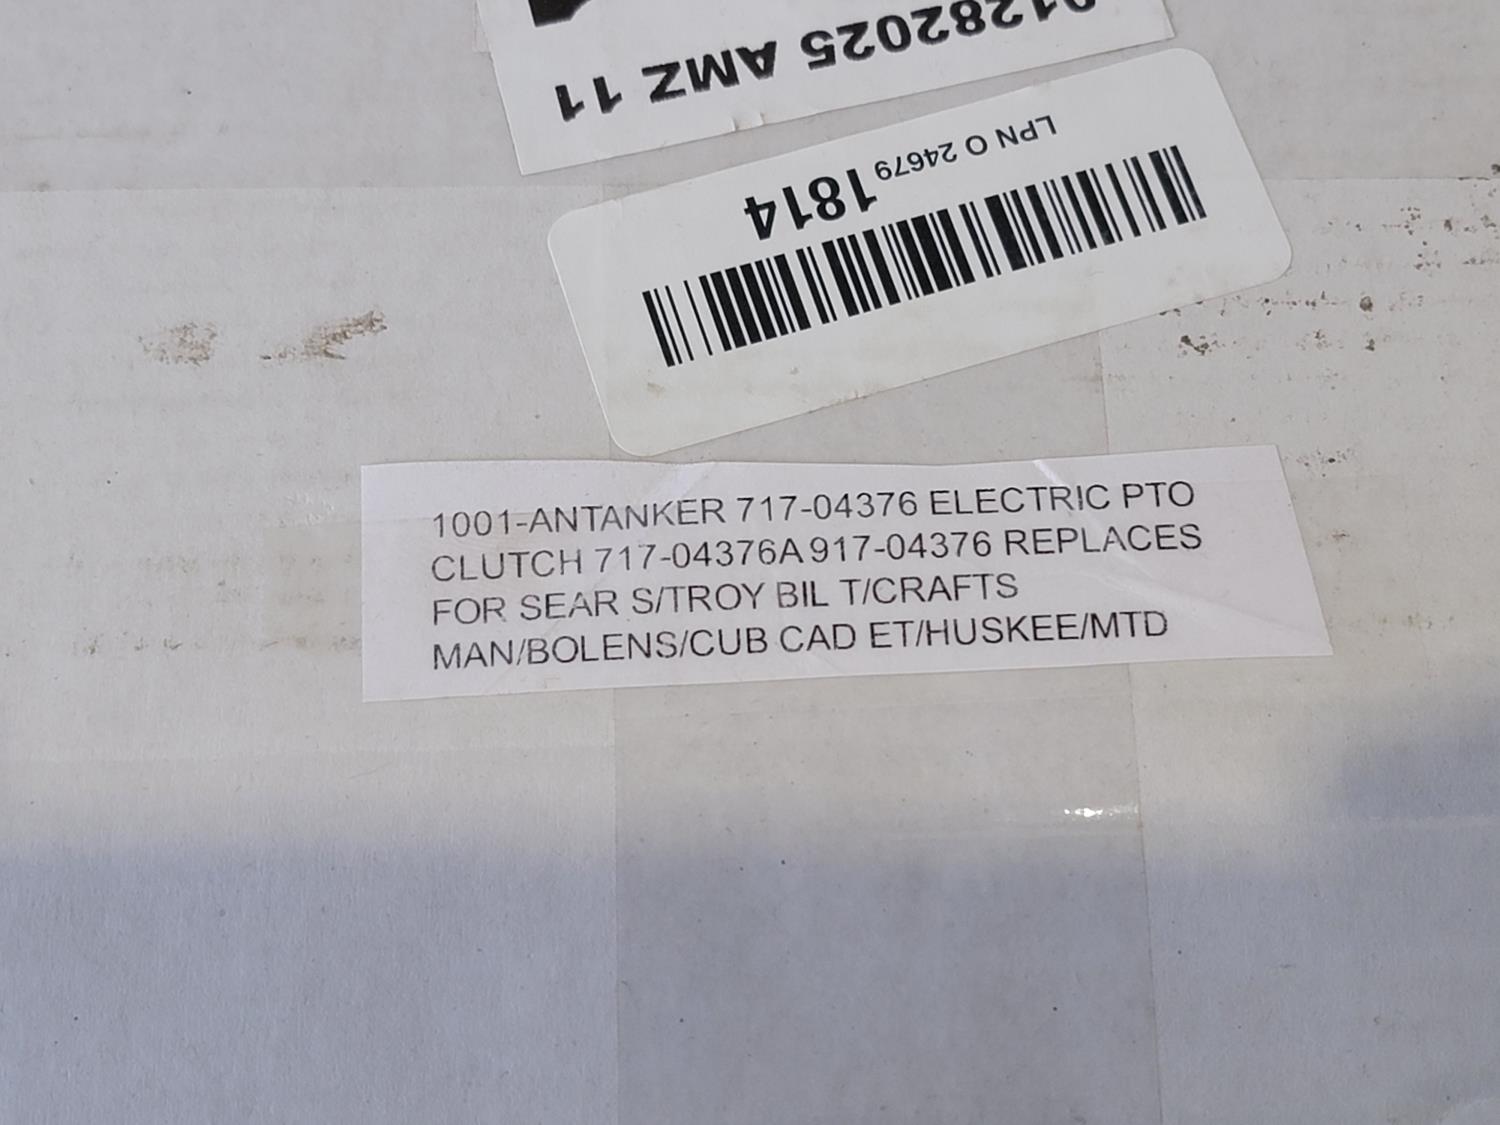 01282025 AMZ 11
LPN O 24679 1814
1001-ANTANKER 717-04376 ELECTRIC PTO
CLUTCH 717-04376A 917-04376 REPLACES
FOR SEAR S/TROY BIL T/CRAFTS
MAN/BOLENS/CUB CAD ET/HUSKEE/MTD